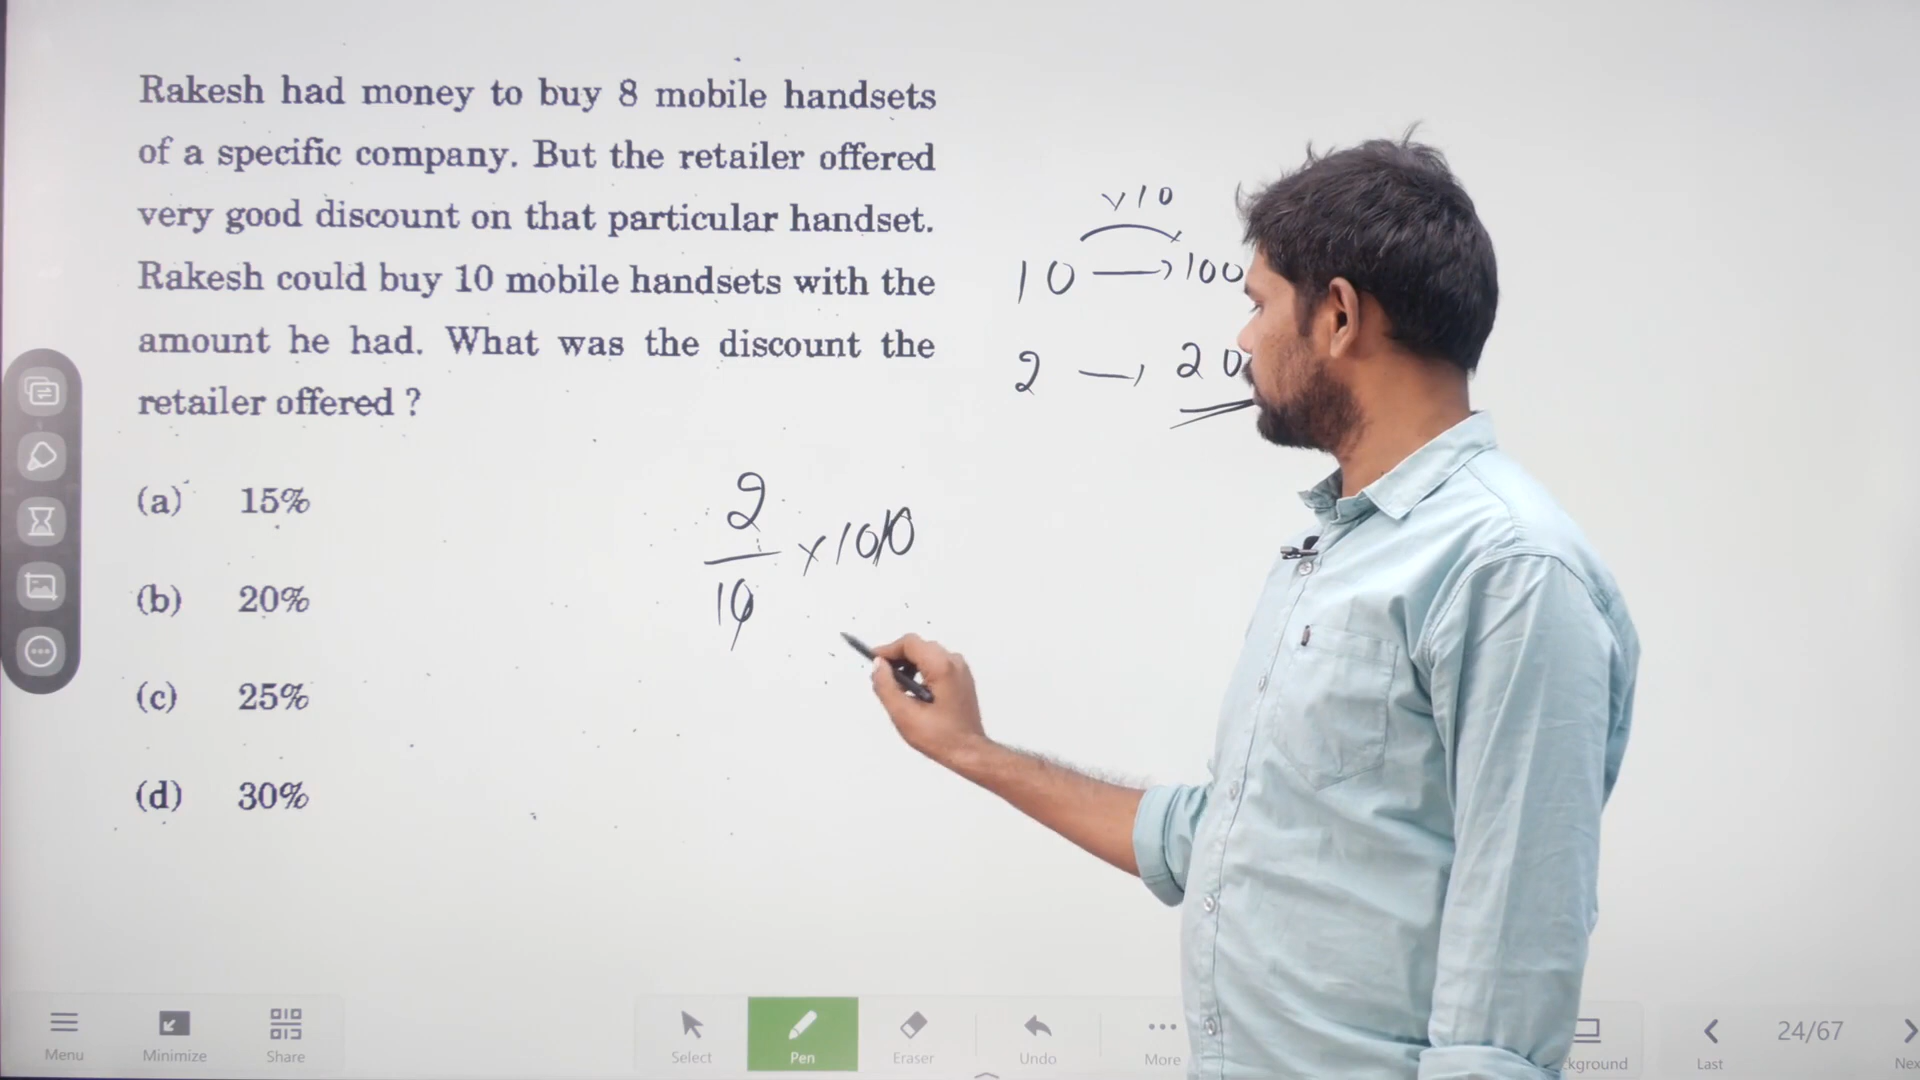 Rakesh had money to buy 8 mobile handsets
of a specific company. But the retailer offered
very good discount on that particular handset.
Rakesh could buy 10 mobile handsets with the
amount he had. What was the discount the
retailer offered ?
(a) 15%
(b) 20%
(c) 25%
(d) 30%
10 → 100
2 → 20
2
10
×100
Menu
Minimize
Share
Select
Pen
Eraser
Undo
More
kground
Last
24/67
Nex